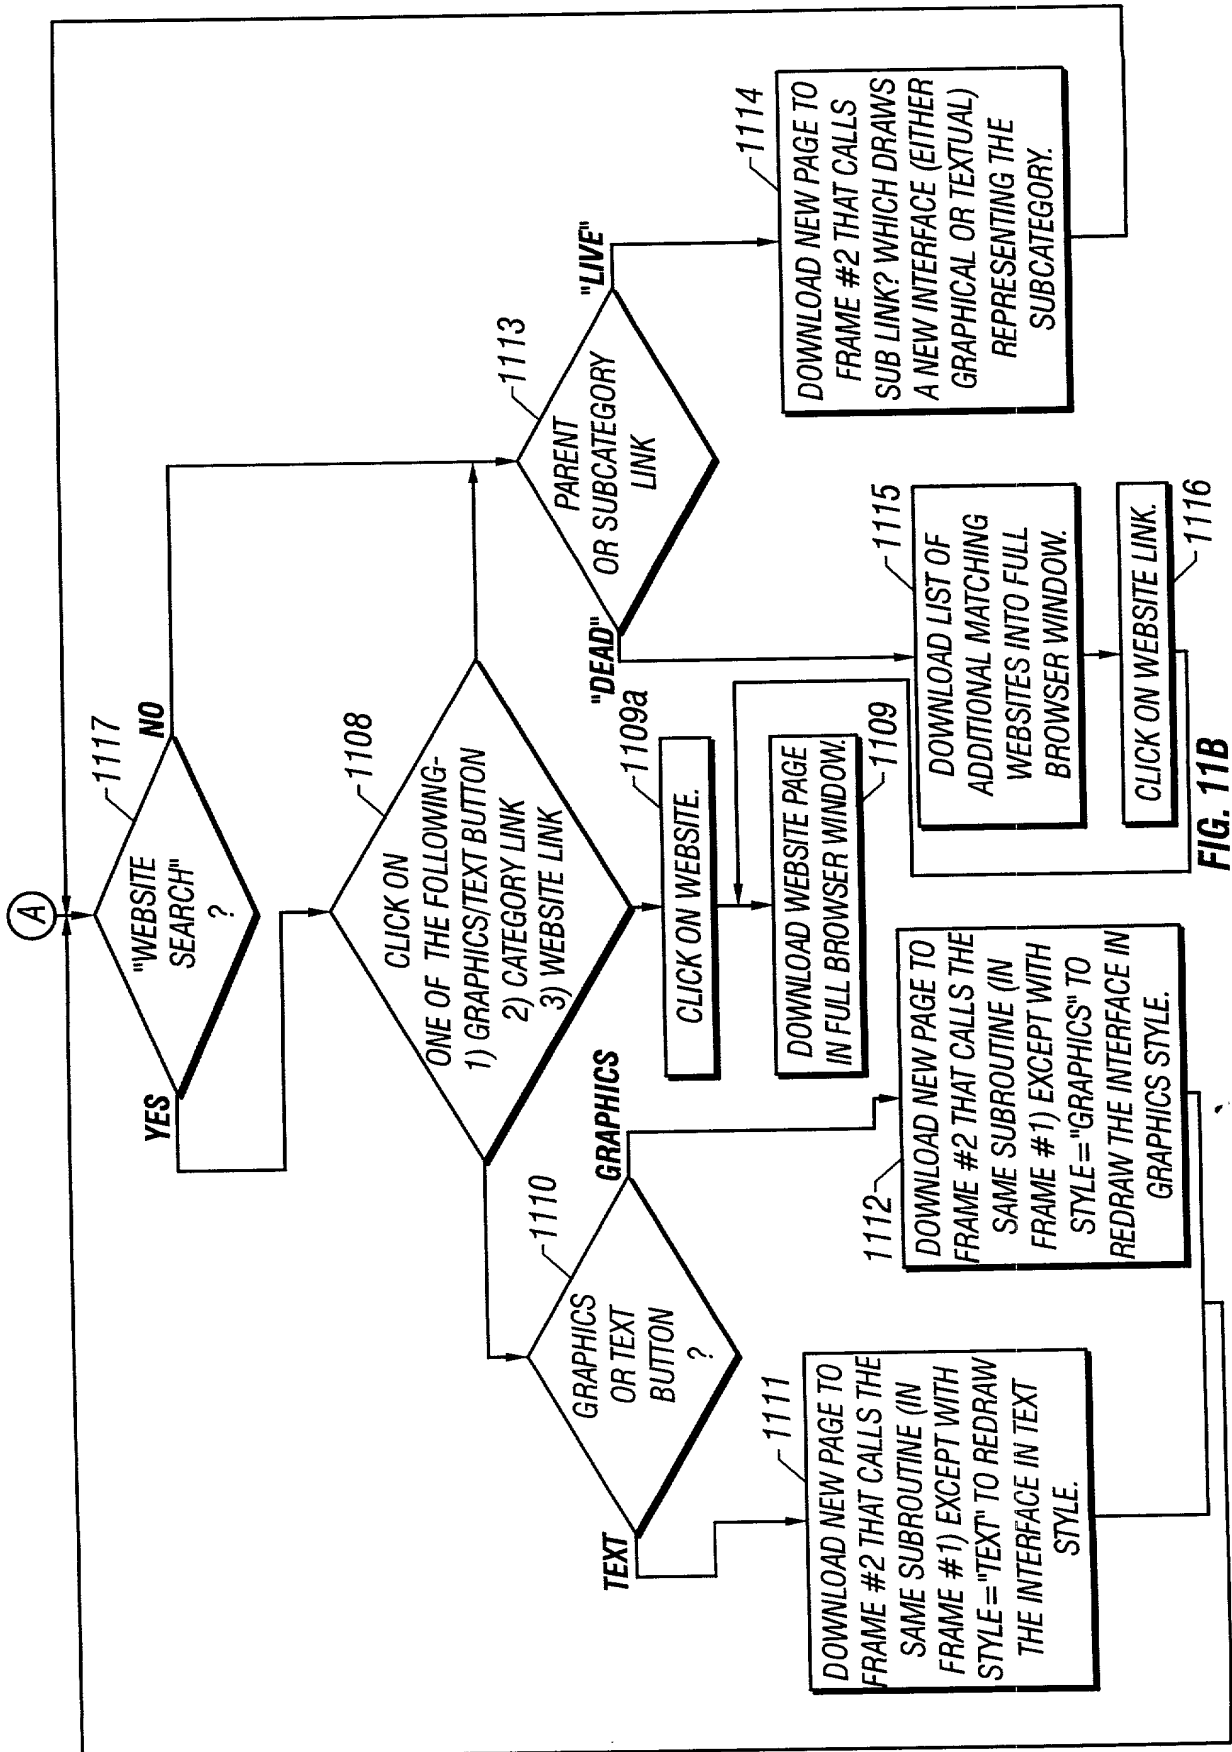 A
1117
"WEBSITE
SEARCH"
?
YES
NO
1108
CLICK ON
ONE OF THE FOLLOWING-
1) GRAPHICS/TEXT BUTTON
2) CATEGORY LINK
3) WEBSITE LINK
1110
GRAPHICS
OR TEXT
BUTTON
?
TEXT
GRAPHICS
1109a
CLICK ON WEBSITE.
DOWNLOAD WEBSITE PAGE
IN FULL BROWSER WINDOW.
1109
1113
PARENT
OR SUBCATEGORY
LINK
"DEAD"
"LIVE"
1111
DOWNLOAD NEW PAGE TO
FRAME #2 THAT CALLS THE
SAME SUBROUTINE (IN
FRAME #1) EXCEPT WITH
STYLE="TEXT" TO REDRAW
THE INTERFACE IN TEXT
STYLE.
1112
DOWNLOAD NEW PAGE TO
FRAME #2 THAT CALLS THE
SAME SUBROUTINE (IN
FRAME #1) EXCEPT WITH
STYLE="GRAPHICS" TO
REDRAW THE INTERFACE IN
GRAPHICS STYLE.
1115
DOWNLOAD LIST OF
ADDITIONAL MATCHING
WEBSITES INTO FULL
BROWSER WINDOW.
CLICK ON WEBSITE LINK.
1116
1114
DOWNLOAD NEW PAGE TO
FRAME #2 THAT CALLS
SUB LINK? WHICH DRAWS
A NEW INTERFACE (EITHER
GRAPHICAL OR TEXTUAL)
REPRESENTING THE
SUBCATEGORY.
FIG. 11B